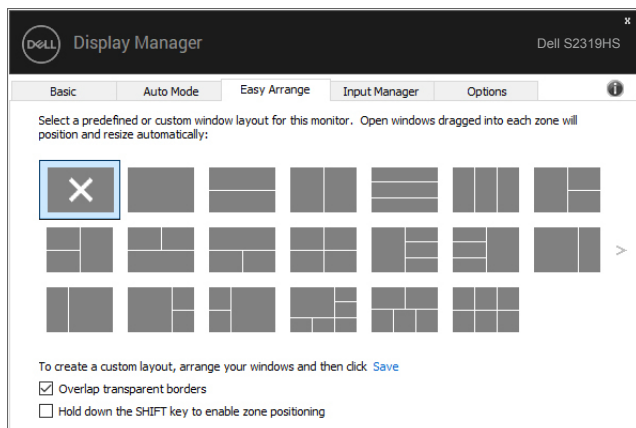 x
DELL Display Manager Dell S2319HS
Basic Auto Mode Easy Arrange Input Manager Options
Select a predefined or custom window layout for this monitor. Open windows dragged into each zone will
position and resize automatically:
To create a custom layout, arrange your windows and then click Save
Overlap transparent borders
Hold down the SHIFT key to enable zone positioning